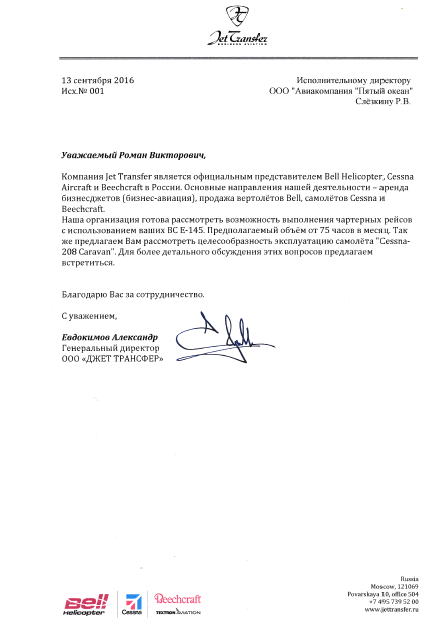 Jet Transfer
BUSINESS AVIATION
13 сентября 2016
Исх.№ 001
Исполнительному директору
ООО "Авиакомпания "Пятый океан"
Слёзкину Р.В.
Уважаемый Роман Викторович,
Компания Jet Transfer является официальным представителем Bell Helicopter, Cessna
Aircraft и Beechcraft в России. Основные направления нашей деятельности – аренда
бизнесджетов (бизнес-авиация), продажа вертолётов Bell, самолётов Cessna и
Beechcraft.
Наша организация готова рассмотреть возможность выполнения чартерных рейсов
с использованием ваших ВС Е-145. Предполагаемый объём от 75 часов в месяц. Так
же предлагаем Вам рассмотреть целесообразность эксплуатацию самолёта "Cessna-
208 Caravan". Для более детального обсуждения этих вопросов предлагаем
встретиться.
Благодарю Вас за сотрудничество.
С уважением,
Евдокимов Александр
Генеральный директор
ООО «ДЖЕТ ТРАНСФЕР»
Russia
Moscow, 121069
Povarskaya 10, office 504
+7 495 739 52 00
www.jettransfer.ru
Bell
Helicopter
Cessna
Beechcraft
TEXTRON AVIATION